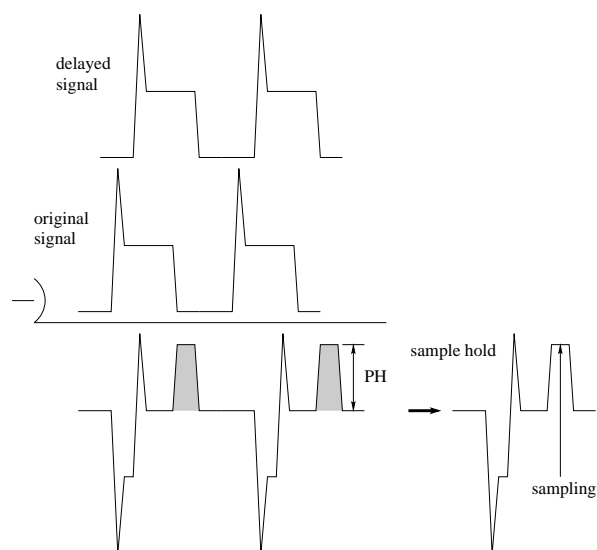 delayed
signal
original
signal
sample hold
PH
sampling